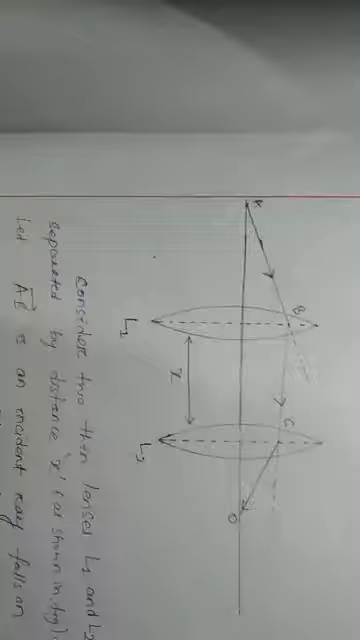 A
B
C
O
L1
L2
x
Consider two thin lenses L1 and L2
separated by distance 'x' (as shown in fig).
Let AB is an incident ray falls on